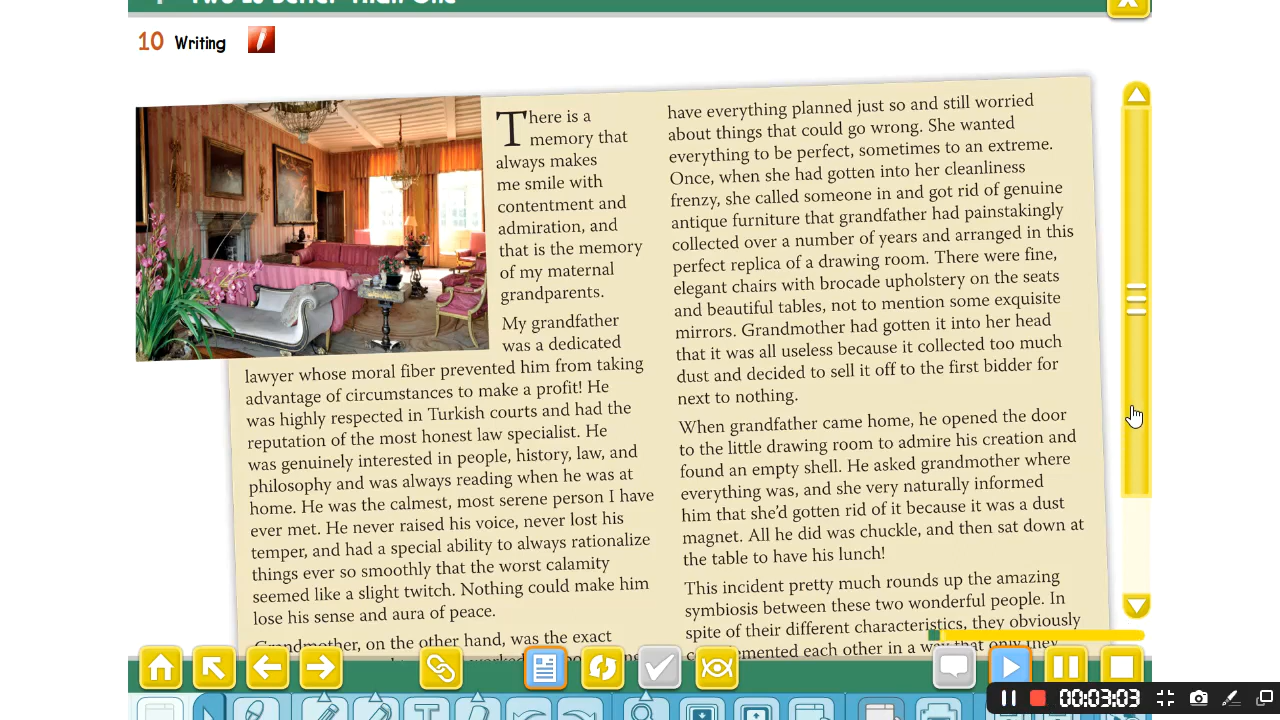 Two is Better Than One
10 Writing
There is a
memory that
always makes
me smile with
contentment and
admiration, and
that is the memory
of my maternal
grandparents.
My grandfather
was a dedicated
lawyer whose moral fiber prevented him from taking
advantage of circumstances to make a profit! He
was highly respected in Turkish courts and had the
reputation of the most honest law specialist. He
was genuinely interested in people, history, law, and
philosophy and was always reading when he was at
home. He was the calmest, most serene person I have
ever met. He never raised his voice, never lost his
temper, and had a special ability to always rationalize
things ever so smoothly that the worst calamity
seemed like a slight twitch. Nothing could make him
lose his sense and aura of peace.
Grandmother, on the other hand, was the exact
have everything planned just so and still worried
about things that could go wrong. She wanted
everything to be perfect, sometimes to an extreme.
Once, when she had gotten into her cleanliness
frenzy, she called someone in and got rid of genuine
antique furniture that grandfather had painstakingly
collected over a number of years and arranged in this
perfect replica of a drawing room. There were fine,
elegant chairs with brocade upholstery on the seats
and beautiful tables, not to mention some exquisite
mirrors. Grandmother had gotten it into her head
that it was all useless because it collected too much
dust and decided to sell it off to the first bidder for
next to nothing.
When grandfather came home, he opened the door
to the little drawing room to admire his creation and
found an empty shell. He asked grandmother where
everything was, and she very naturally informed
him that she'd gotten rid of it because it was a dust
magnet. All he did was chuckle, and then sat down at
the table to have his lunch!
This incident pretty much rounds up the amazing
symbiosis between these two wonderful people. In
spite of their different characteristics, they obviously
complemented each other in a way that only they
00:03:03